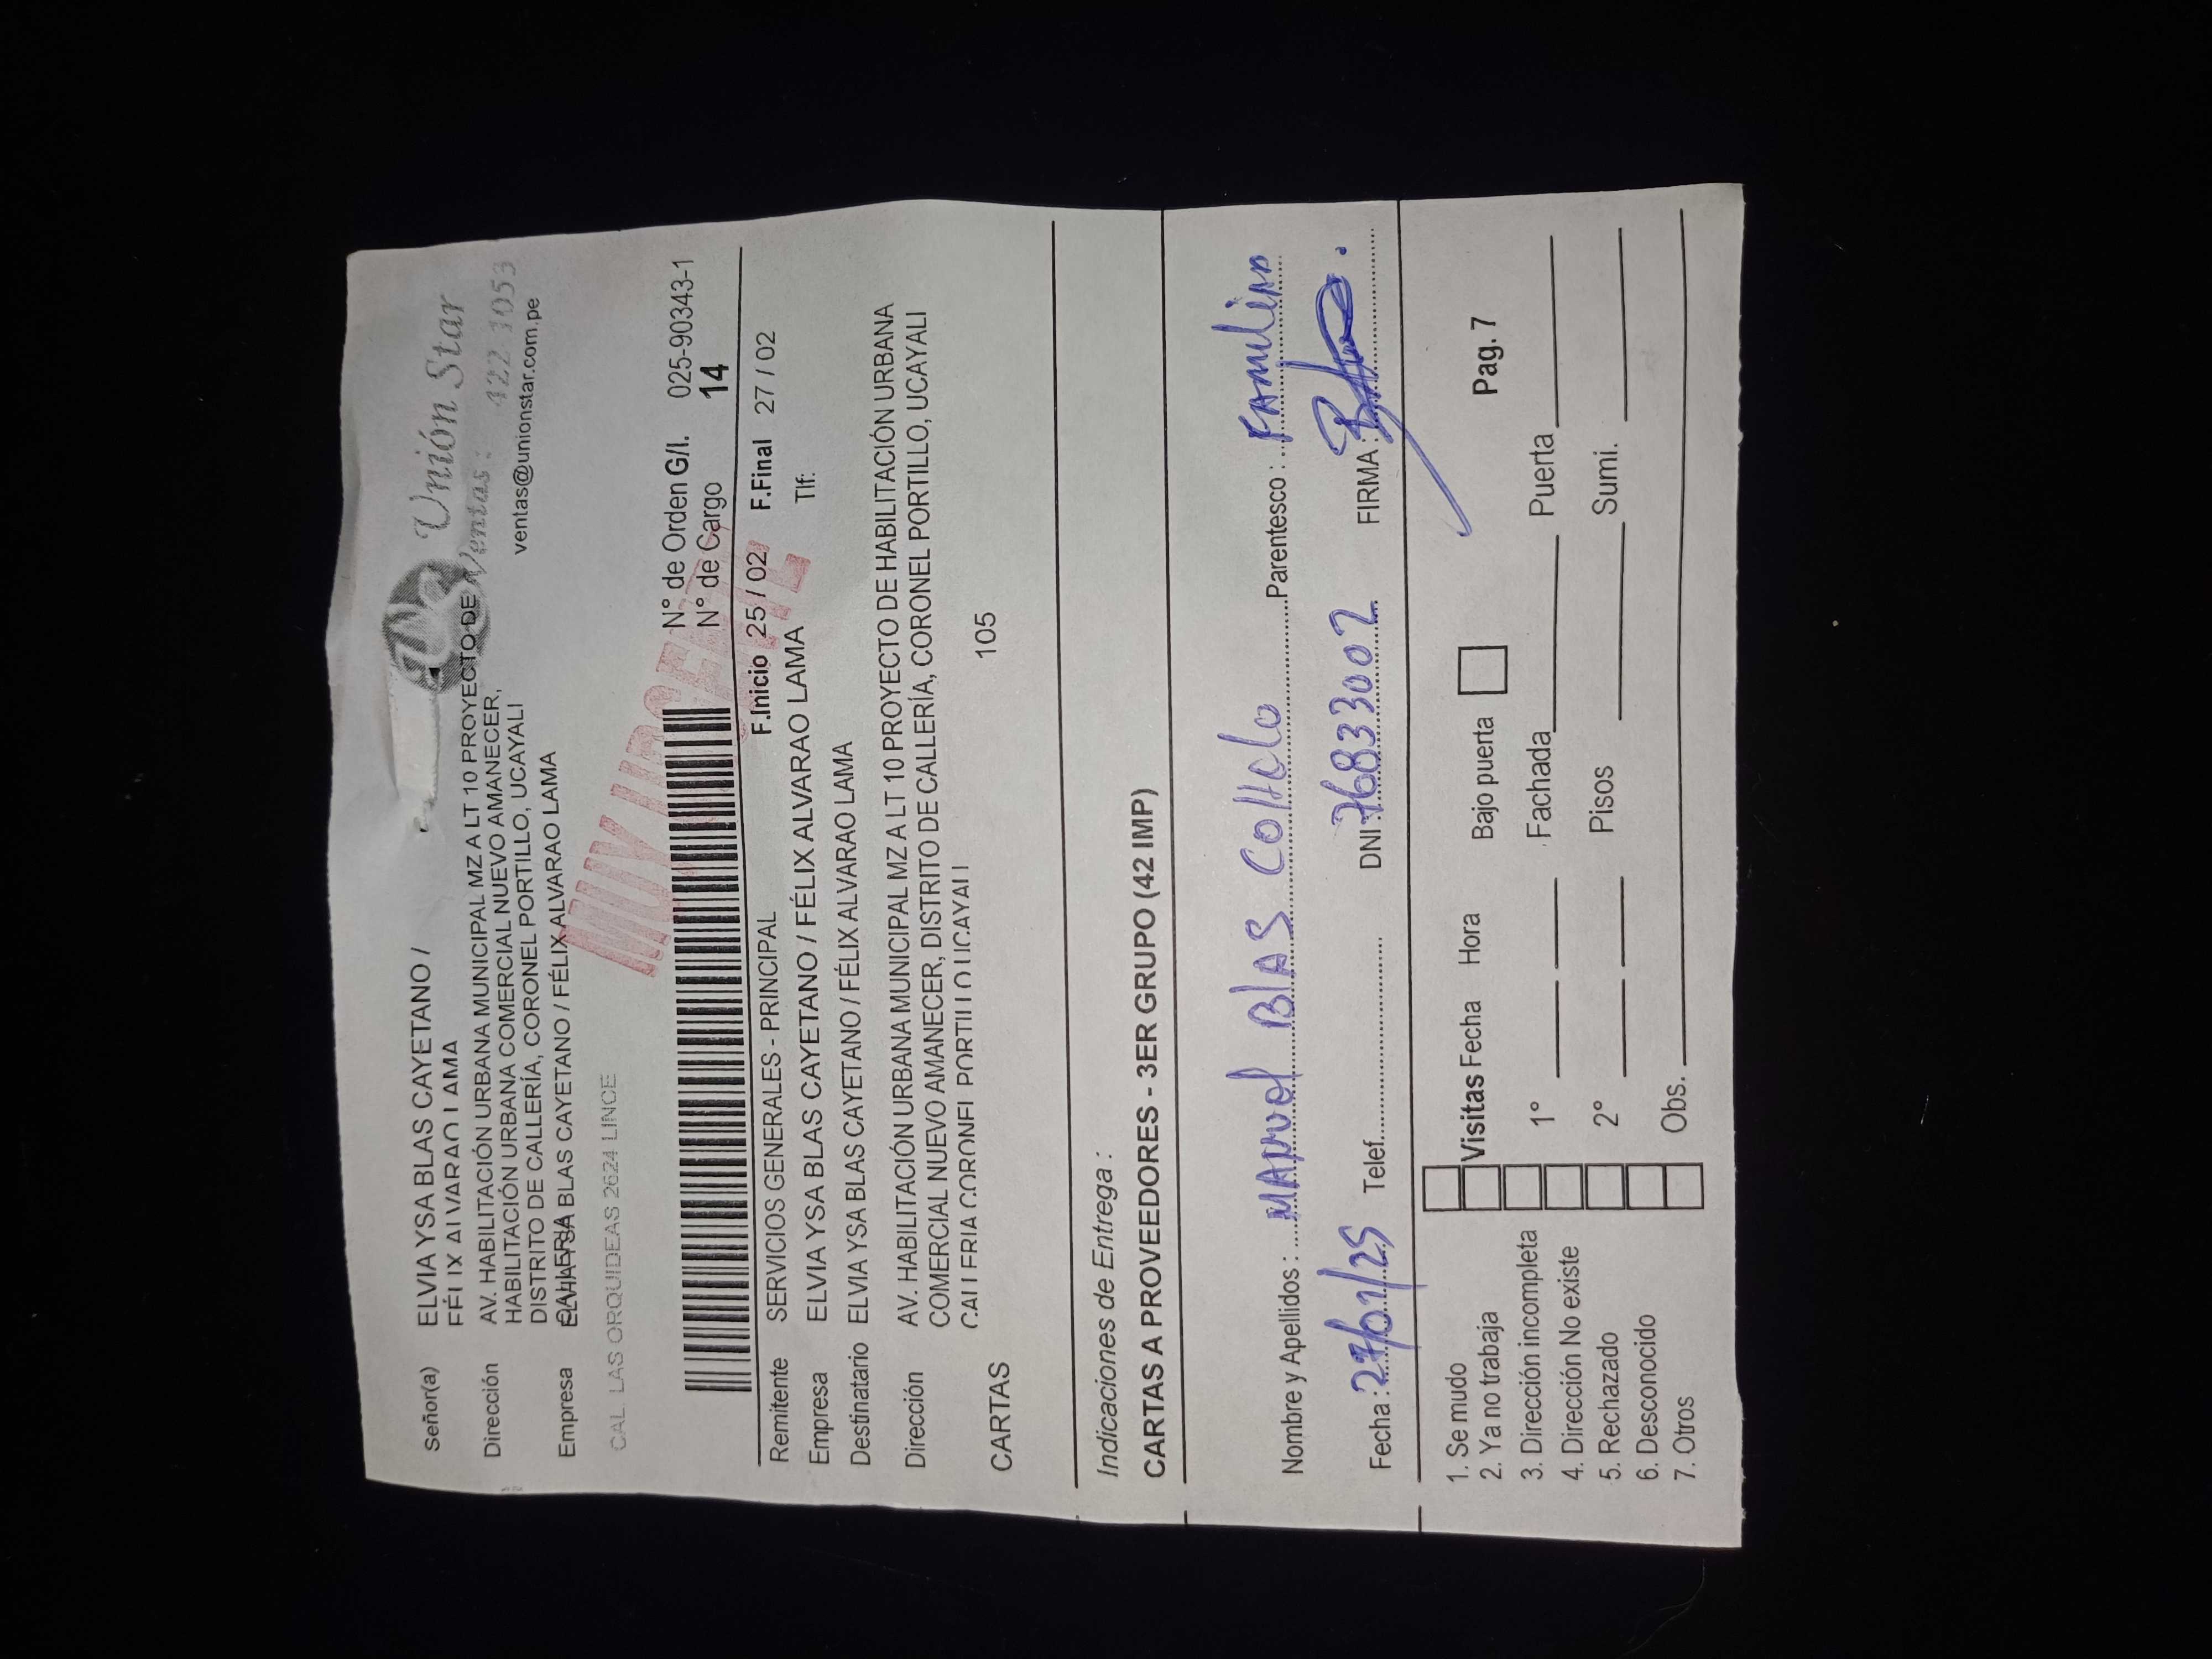 Señor(a) ELVIA YSA BLAS CAYETANO /
FÉLIX ALVARAO LAMA
Dirección AV. HABILITACIÓN URBANA MUNICIPAL MZ A LT 10 PROYECTO DE
HABILITACIÓN URBANA COMERCIAL NUEVO AMANECER,
DISTRITO DE CALLERÍA, CORONEL PORTILLO, UCAYALI
Empresa BLAS CAYETANO / FÉLIX ALVARAO LAMA
CAL. LAS ORQUIDEAS 2624 LINCE
Unión Star
Ventas: 422 1053
ventas@unionstar.com.pe
MUY URGENTE
N° de Orden G/I. 025-90343-1
N° de Cargo 14
F.Inicio 25 / 02 F.Final 27 / 02
Remitente SERVICIOS GENERALES - PRINCIPAL
Empresa ELVIA YSA BLAS CAYETANO / FÉLIX ALVARAO LAMA Tlf:
Destinatario ELVIA YSA BLAS CAYETANO / FÉLIX ALVARAO LAMA
Dirección AV. HABILITACIÓN URBANA MUNICIPAL MZ A LT 10 PROYECTO DE HABILITACIÓN URBANA
COMERCIAL NUEVO AMANECER, DISTRITO DE CALLERÍA, CORONEL PORTILLO, UCAYALI
CALLERIA CORONEL PORTILLO UCAYALI
CARTAS 105
Indicaciones de Entrega :
CARTAS A PROVEEDORES - 3ER GRUPO (42 IMP)
Nombre y Apellidos : MANUEL BLAS Parentesco : FAMILIAR
Fecha : Telef. DNI : 76833002 FIRMA :
1. Se mudo
2. Ya no trabaja
3. Dirección incompleta
4. Dirección No existe
5. Rechazado
6. Desconocido
7. Otros
Visitas Fecha Hora Bajo puerta Pag. 7
1° Fachada Puerta
2° Pisos Sumi.
Obs.